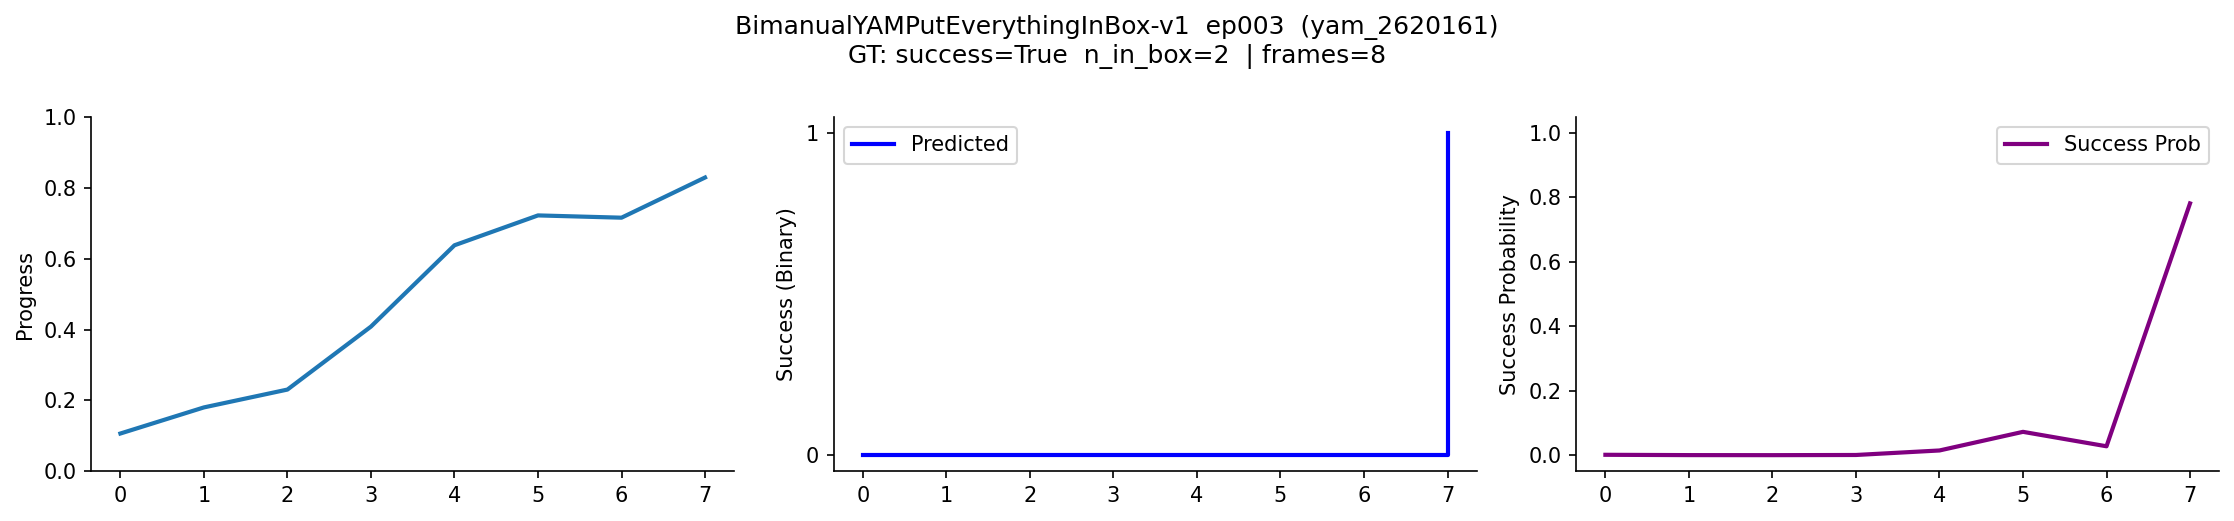 BimanualYAMPutEverythingInBox-v1  ep003  (yam_2620161)
GT: success=True  n_in_box=2  | frames=8
Progress
1.0
0.8
0.6
0.4
0.2
0.0
0 1 2 3 4 5 6 7
Success (Binary)
1
0
Predicted
0 1 2 3 4 5 6 7
Success Probability
1.0
0.8
0.6
0.4
0.2
0.0
Success Prob
0 1 2 3 4 5 6 7